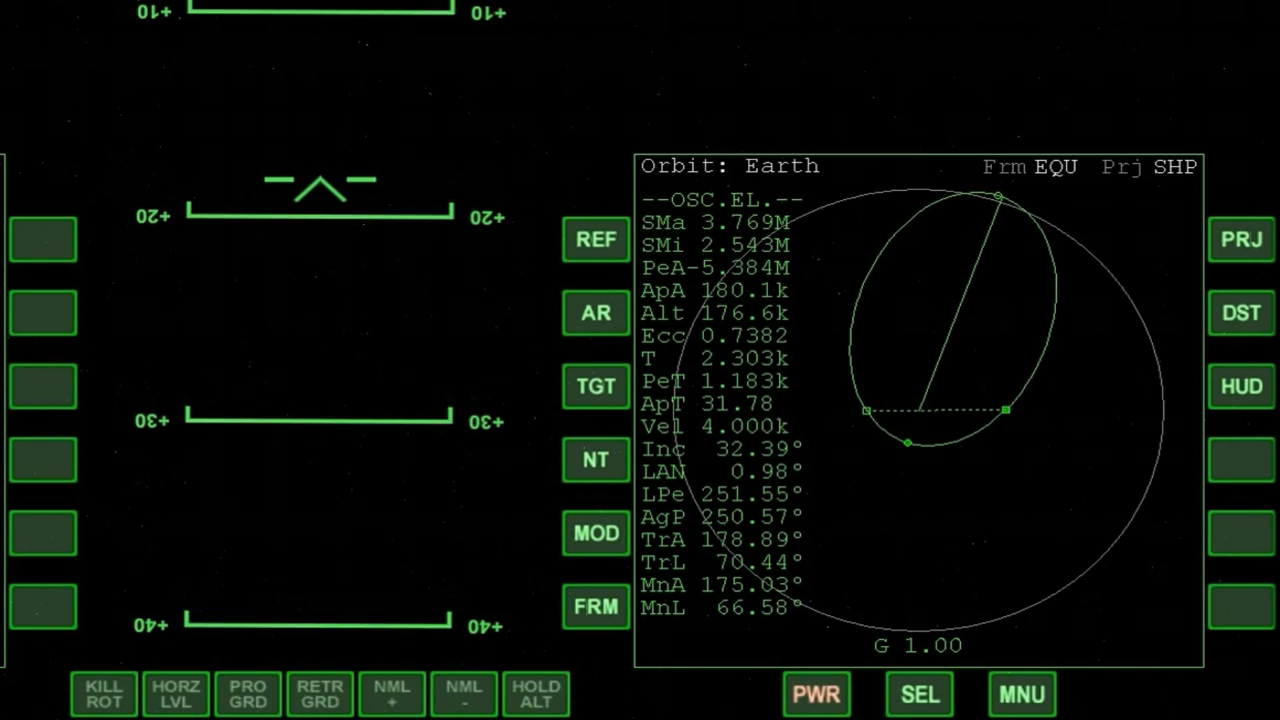 +10 +10
Orbit: Earth Frm EQU Prj SHP
--OSC.EL.--
SMa 3.769M
SMi 2.543M
PeA-5.384M
ApA 180.1k
Alt 176.6k
Ecc 0.7382
T 2.303k
PeT 1.183k
ApT 31.78
Vel 4.000k
Inc 32.39°
LAN 0.98°
LPe 251.55°
AgP 250.57°
TrA 178.89°
TrL 70.44°
MnA 175.03°
MnL 66.58°
G 1.00
+20 +20
+30 +30
+40 +40
REF
AR
TGT
NT
MOD
FRM
PRJ
DST
HUD
KILL ROT
HORZ LVL
PRO GRD
RETR GRD
NML +
NML -
HOLD ALT
PWR SEL MNU